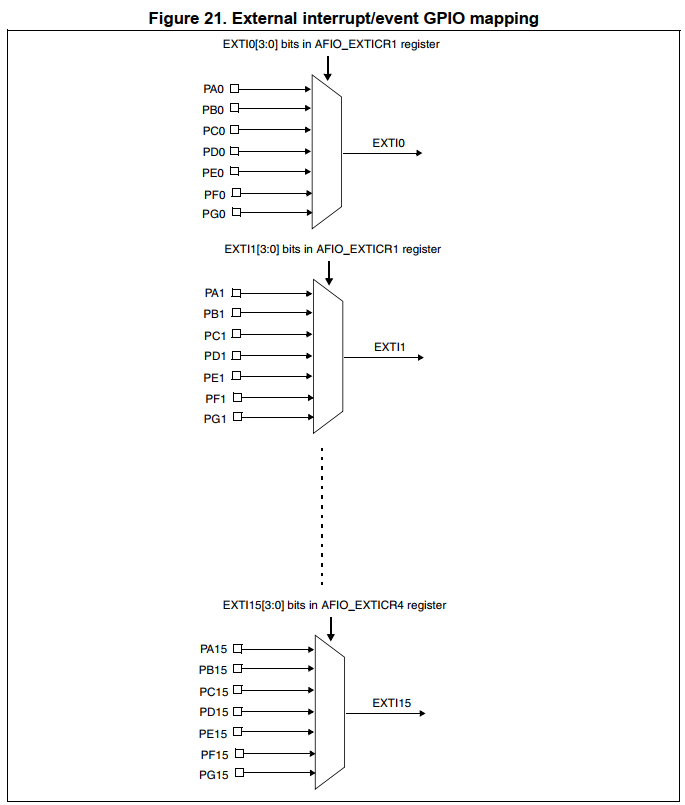 Figure 21. External interrupt/event GPIO mapping
EXTI0[3:0] bits in AFIO_EXTICR1 register
PA0
PB0
PC0
PD0
PE0
PF0
PG0
EXTI0
EXTI1[3:0] bits in AFIO_EXTICR1 register
PA1
PB1
PC1
PD1
PE1
PF1
PG1
EXTI1
EXTI15[3:0] bits in AFIO_EXTICR4 register
PA15
PB15
PC15
PD15
PE15
PF15
PG15
EXTI15